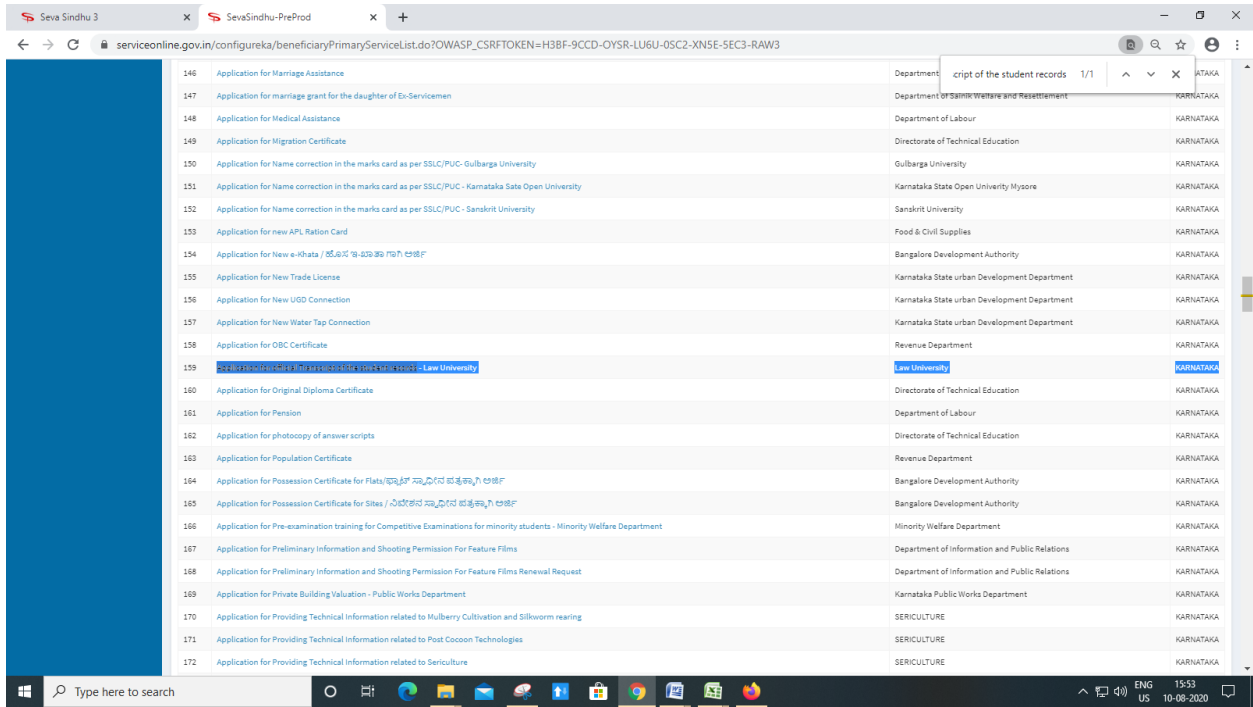 Seva Sindhu 3
SevaSindhu-PreProd
serviceonline.gov.in/configureka/beneficiaryPrimaryServiceList.do?OWASP_CSRFTOKEN=H3BF-9CCD-OYSR-LU6U-0SC2-XN5E-5EC3-RAW3
cript of the student records 1/1
146 Application for Marriage Assistance Department
147 Application for marriage grant for the daughter of Ex-Servicemen Department of Sainik Welfare and Resettlement KARNATAKA
148 Application for Medical Assistance Department of Labour KARNATAKA
149 Application for Migration Certificate Directorate of Technical Education KARNATAKA
150 Application for Name correction in the marks card as per SSLC/PUC- Gulbarga University Gulbarga University KARNATAKA
151 Application for Name correction in the marks card as per SSLC/PUC - Karnataka Sate Open University Karnataka State Open Univerity Mysore KARNATAKA
152 Application for Name correction in the marks card as per SSLC/PUC - Sanskrit University Sanskrit University KARNATAKA
153 Application for new APL Ration Card Food & Civil Supplies KARNATAKA
154 Application for New e-Khata / ಹೊಸ ಇ-ಖಾತಾ ಗಾಗಿ ಅರ್ಜಿ Bangalore Development Authority KARNATAKA
155 Application for New Trade License Karnataka State urban Development Department KARNATAKA
156 Application for New UGD Connection Karnataka State urban Development Department KARNATAKA
157 Application for New Water Tap Connection Karnataka State urban Development Department KARNATAKA
158 Application for OBC Certificate Revenue Department KARNATAKA
159 - Law University Law University KARNATAKA
160 Application for Original Diploma Certificate Directorate of Technical Education KARNATAKA
161 Application for Pension Department of Labour KARNATAKA
162 Application for photocopy of answer scripts Directorate of Technical Education KARNATAKA
163 Application for Population Certificate Revenue Department KARNATAKA
164 Application for Possession Certificate for Flats/ಫ್ಲಾಟ್ ಸ್ವಾಧೀನ ಪತ್ರಕ್ಕಾಗಿ ಅರ್ಜಿ Bangalore Development Authority KARNATAKA
165 Application for Possession Certificate for Sites / ನಿವೇಶನ ಸ್ವಾಧೀನ ಪತ್ರಕ್ಕಾಗಿ ಅರ್ಜಿ Bangalore Development Authority KARNATAKA
166 Application for Pre-examination training for Competitive Examinations for minority students - Minority Welfare Department Minority Welfare Department KARNATAKA
167 Application for Preliminary Information and Shooting Permission For Feature Films Department of Information and Public Relations KARNATAKA
168 Application for Preliminary Information and Shooting Permission For Feature Films Renewal Request Department of Information and Public Relations KARNATAKA
169 Application for Private Building Valuation - Public Works Department Karnataka Public Works Department KARNATAKA
170 Application for Providing Technical Information related to Mulberry Cultivation and Silkworm rearing SERICULTURE KARNATAKA
171 Application for Providing Technical Information related to Post Cocoon Technologies SERICULTURE KARNATAKA
172 Application for Providing Technical Information related to Sericulture SERICULTURE KARNATAKA
Type here to search
ENG 15:53
US 10-08-2020